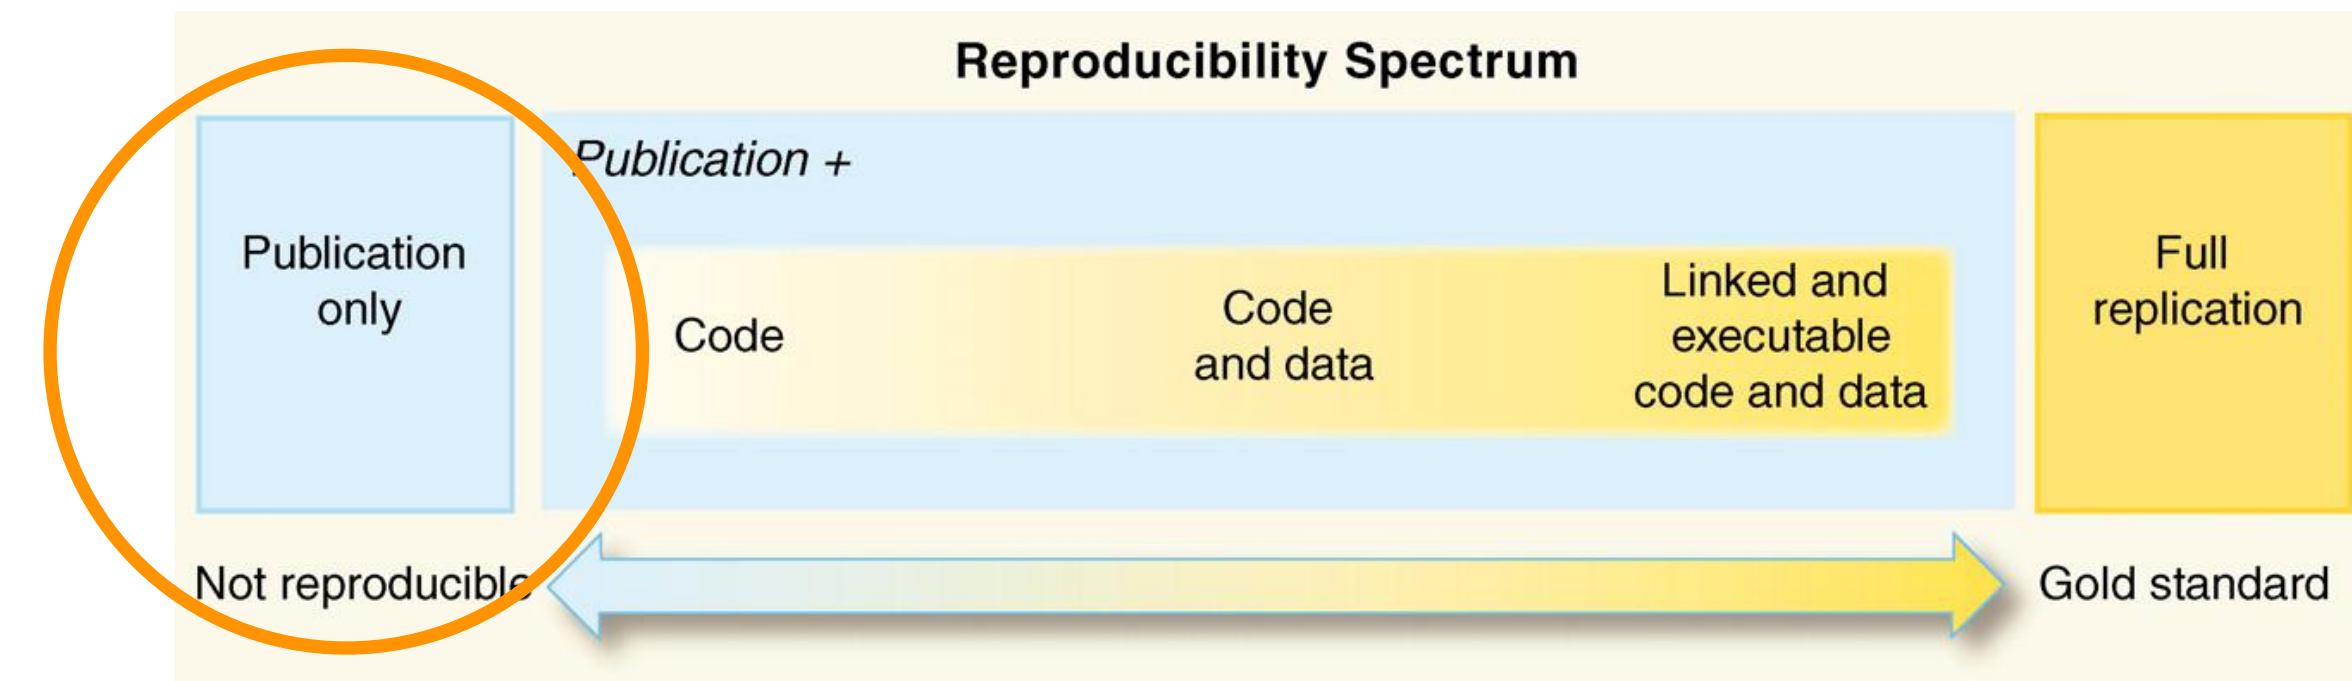 Reproducibility Spectrum
Publication
only
Publication +
Code
Code
and data
Linked and
executable
code and data
Full
replication
Not reproducible
Gold standard